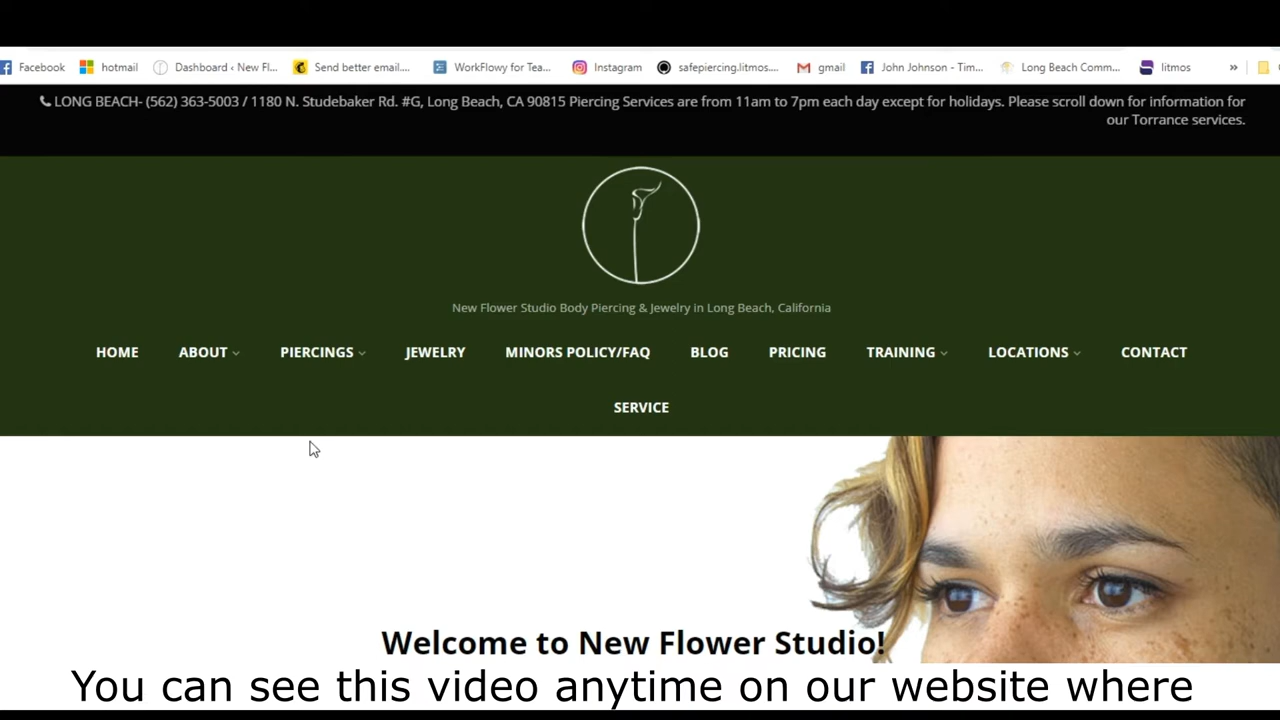 Facebook hotmail Dashboard ‹ New Fl... Send better email.... WorkFlowy for Tea... Instagram safepiercing.litmos.... gmail John Johnson - Tim... Long Beach Comm... litmos »
LONG BEACH- (562) 363-5003 / 1180 N. Studebaker Rd. #G, Long Beach, CA 90815 Piercing Services are from 11am to 7pm each day except for holidays. Please scroll down for information for
our Torrance services.
New Flower Studio Body Piercing & Jewelry in Long Beach, California
HOME ABOUT PIERCINGS JEWELRY MINORS POLICY/FAQ BLOG PRICING TRAINING LOCATIONS CONTACT
SERVICE
Welcome to New Flower Studio!
You can see this video anytime on our website where